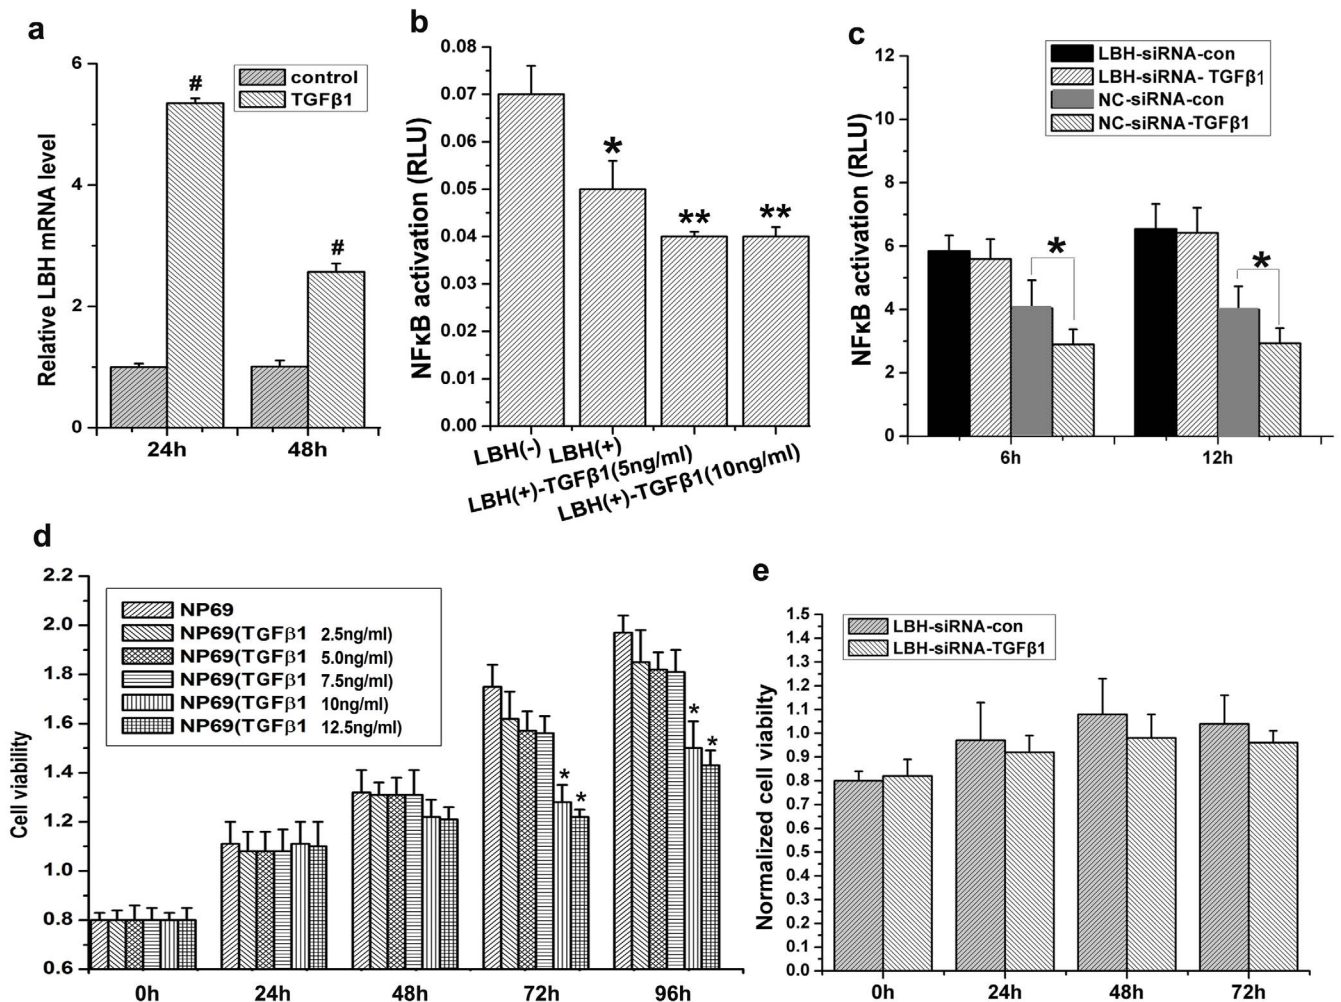 a
Relative LBH mRNA level
6
4
2
0
control
TGFβ1
#
#
24h
48h
b
NFκB activation (RLU)
0.08
0.07
0.06
0.05
0.04
0.03
0.02
0.01
0.00
*
**
**
LBH(-)
LBH(+)
LBH(+)-TGFβ1(5ng/ml)
LBH(+)-TGFβ1(10ng/ml)
c
NFκB activation (RLU)
12
10
8
6
4
2
0
LBH-siRNA-con
LBH-siRNA- TGFβ1
NC-siRNA-con
NC-siRNA-TGFβ1
*
*
6h
12h
d
Cell viability
2.2
2.0
1.8
1.6
1.4
1.2
1.0
0.8
0.6
NP69
NP69(TGFβ1 2.5ng/ml)
NP69(TGFβ1 5.0ng/ml)
NP69(TGFβ1 7.5ng/ml)
NP69(TGFβ1 10ng/ml)
NP69(TGFβ1 12.5ng/ml)
*
*
*
*
0h
24h
48h
72h
96h
e
Normalized cell viabilty
1.5
1.4
1.3
1.2
1.1
1.0
0.9
0.8
0.7
0.6
0.5
0.4
0.3
0.2
0.1
0.0
LBH-siRNA-con
LBH-siRNA-TGFβ1
0h
24h
48h
72h